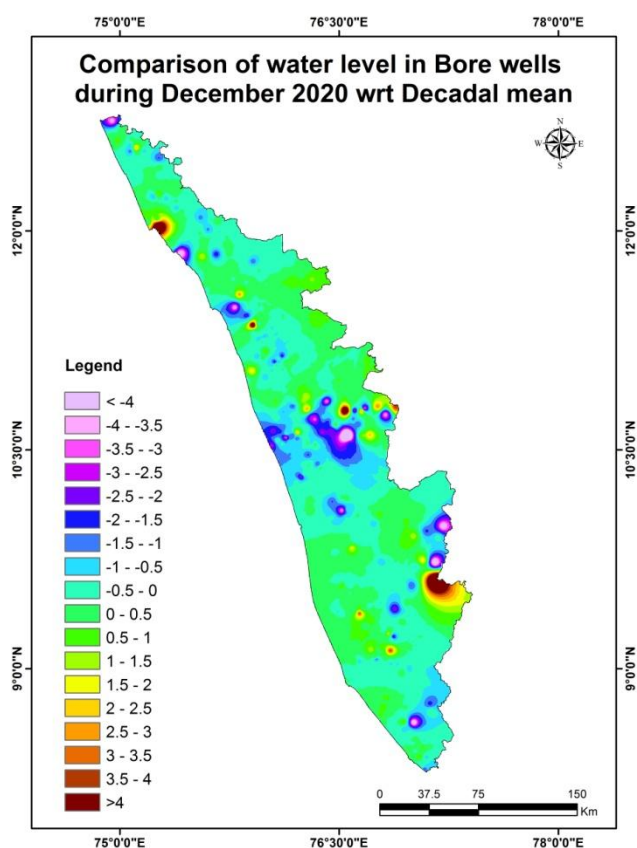 75°0'0"E
76°30'0"E
78°0'0"E
Comparison of water level in Bore wells
during December 2020 wrt Decadal mean
N
W
E
S
12°0'0"N
12°0'0"N
Legend
< -4
-4 - -3.5
-3.5 - -3
-3 - -2.5
-2.5 - -2
-2 - -1.5
-1.5 - -1
-1 - -0.5
-0.5 - 0
0 - 0.5
0.5 - 1
1 - 1.5
1.5 - 2
2 - 2.5
2.5 - 3
3 - 3.5
3.5 - 4
>4
10°30'0"N
10°30'0"N
9°0'0"N
9°0'0"N
0 37.5 75 150
Km
75°0'0"E
76°30'0"E
78°0'0"E